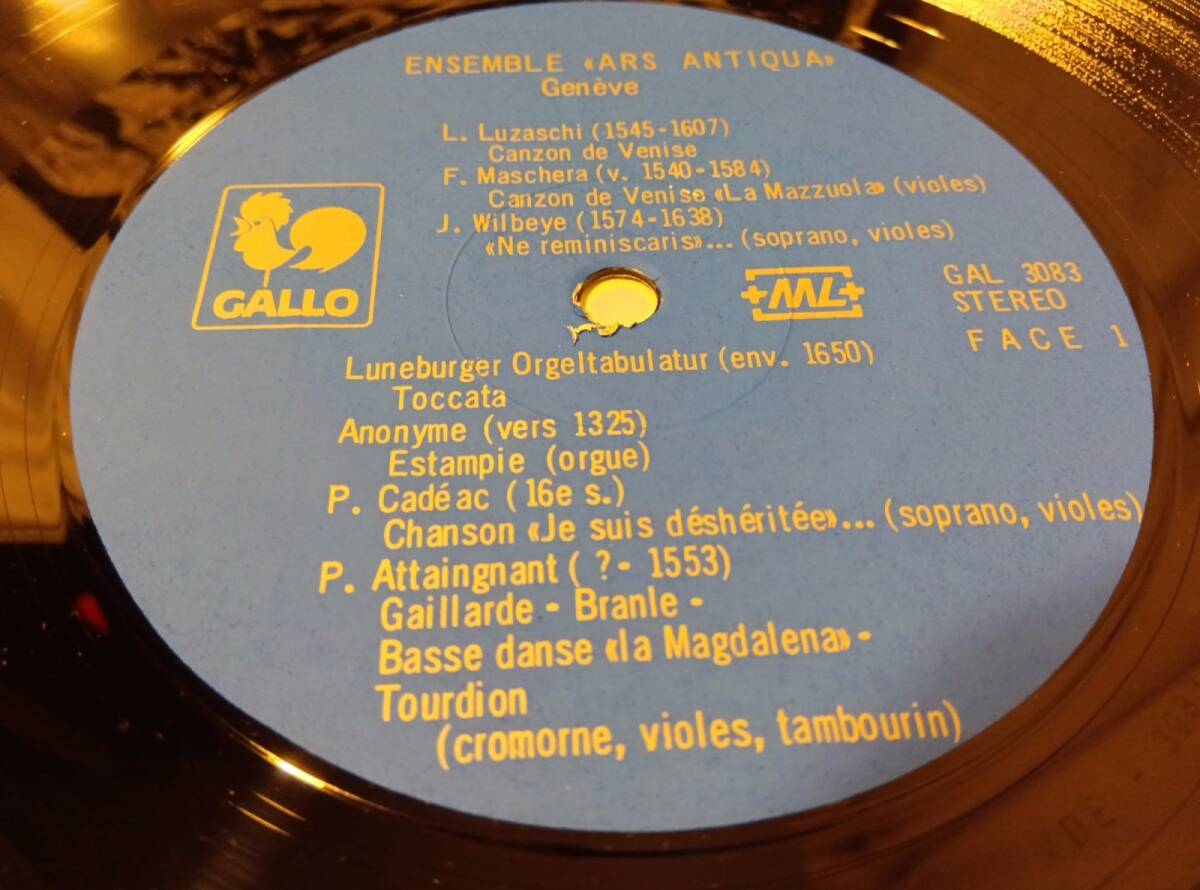 ENSEMBLE «ARS ANTIQUA»
Genève
L. Luzaschi (1545-1607)
Canzon de Venise
F. Maschera (v. 1540-1584)
Canzon de Venise «La Mazzuola» (violes)
J. Wilbeye (1574-1638)
«Ne reminiscaris»... (soprano, violes)
GALLO
+ML+
GAL 3083
STEREO
FACE 1
Luneburger Orgeltabulatur (env. 1650)
Toccata
Anonyme (vers 1325)
Estampie (orgue)
P. Cadéac (16e s.)
Chanson «Je suis déshéritée»... (soprano, violes)
P. Attaingnant ( ?- 1553)
Gaillarde - Branle -
Basse danse «la Magdalena» -
Tourdion
(cromorne, violes, tambourin)